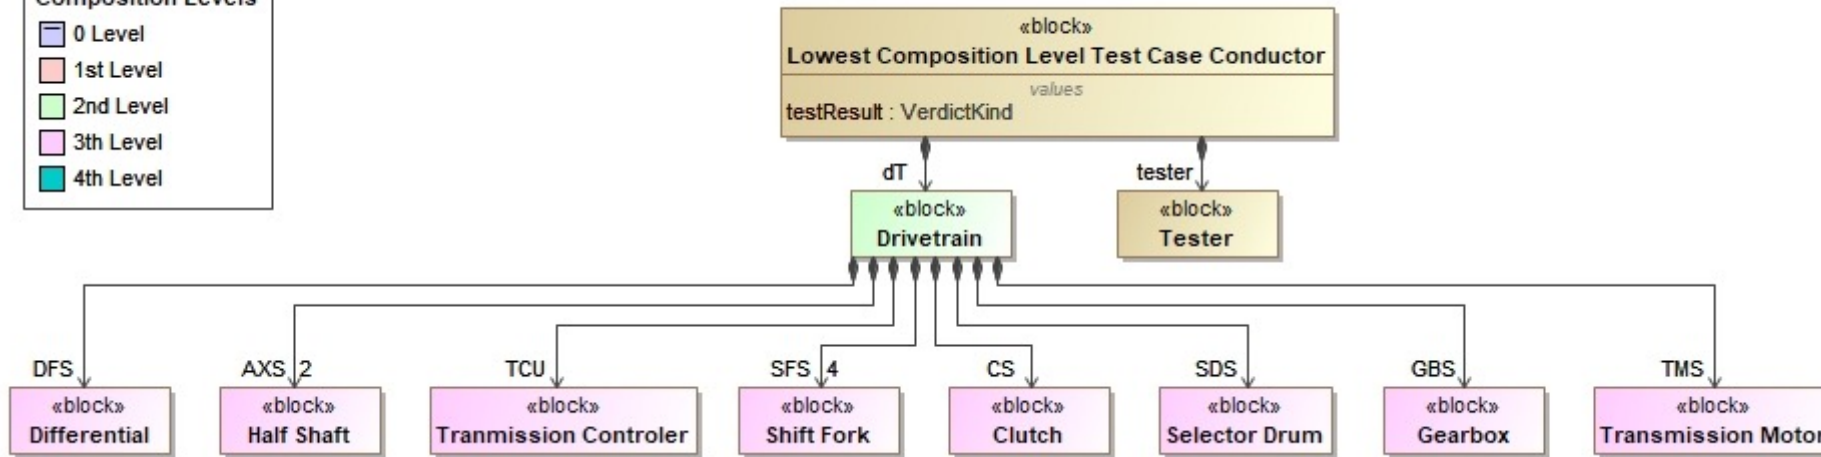 Composition Levels
0 Level
1st Level
2nd Level
3th Level
4th Level
«block»
Lowest Composition Level Test Case Conductor
values
testResult : VerdictKind
dT
tester
«block»
Drivetrain
«block»
Tester
DFS
AXS 2
TCU
SFS 4
CS
SDS
GBS
TMS
«block»
Differential
«block»
Half Shaft
«block»
Tranmission Controler
«block»
Shift Fork
«block»
Clutch
«block»
Selector Drum
«block»
Gearbox
«block»
Transmission Motor